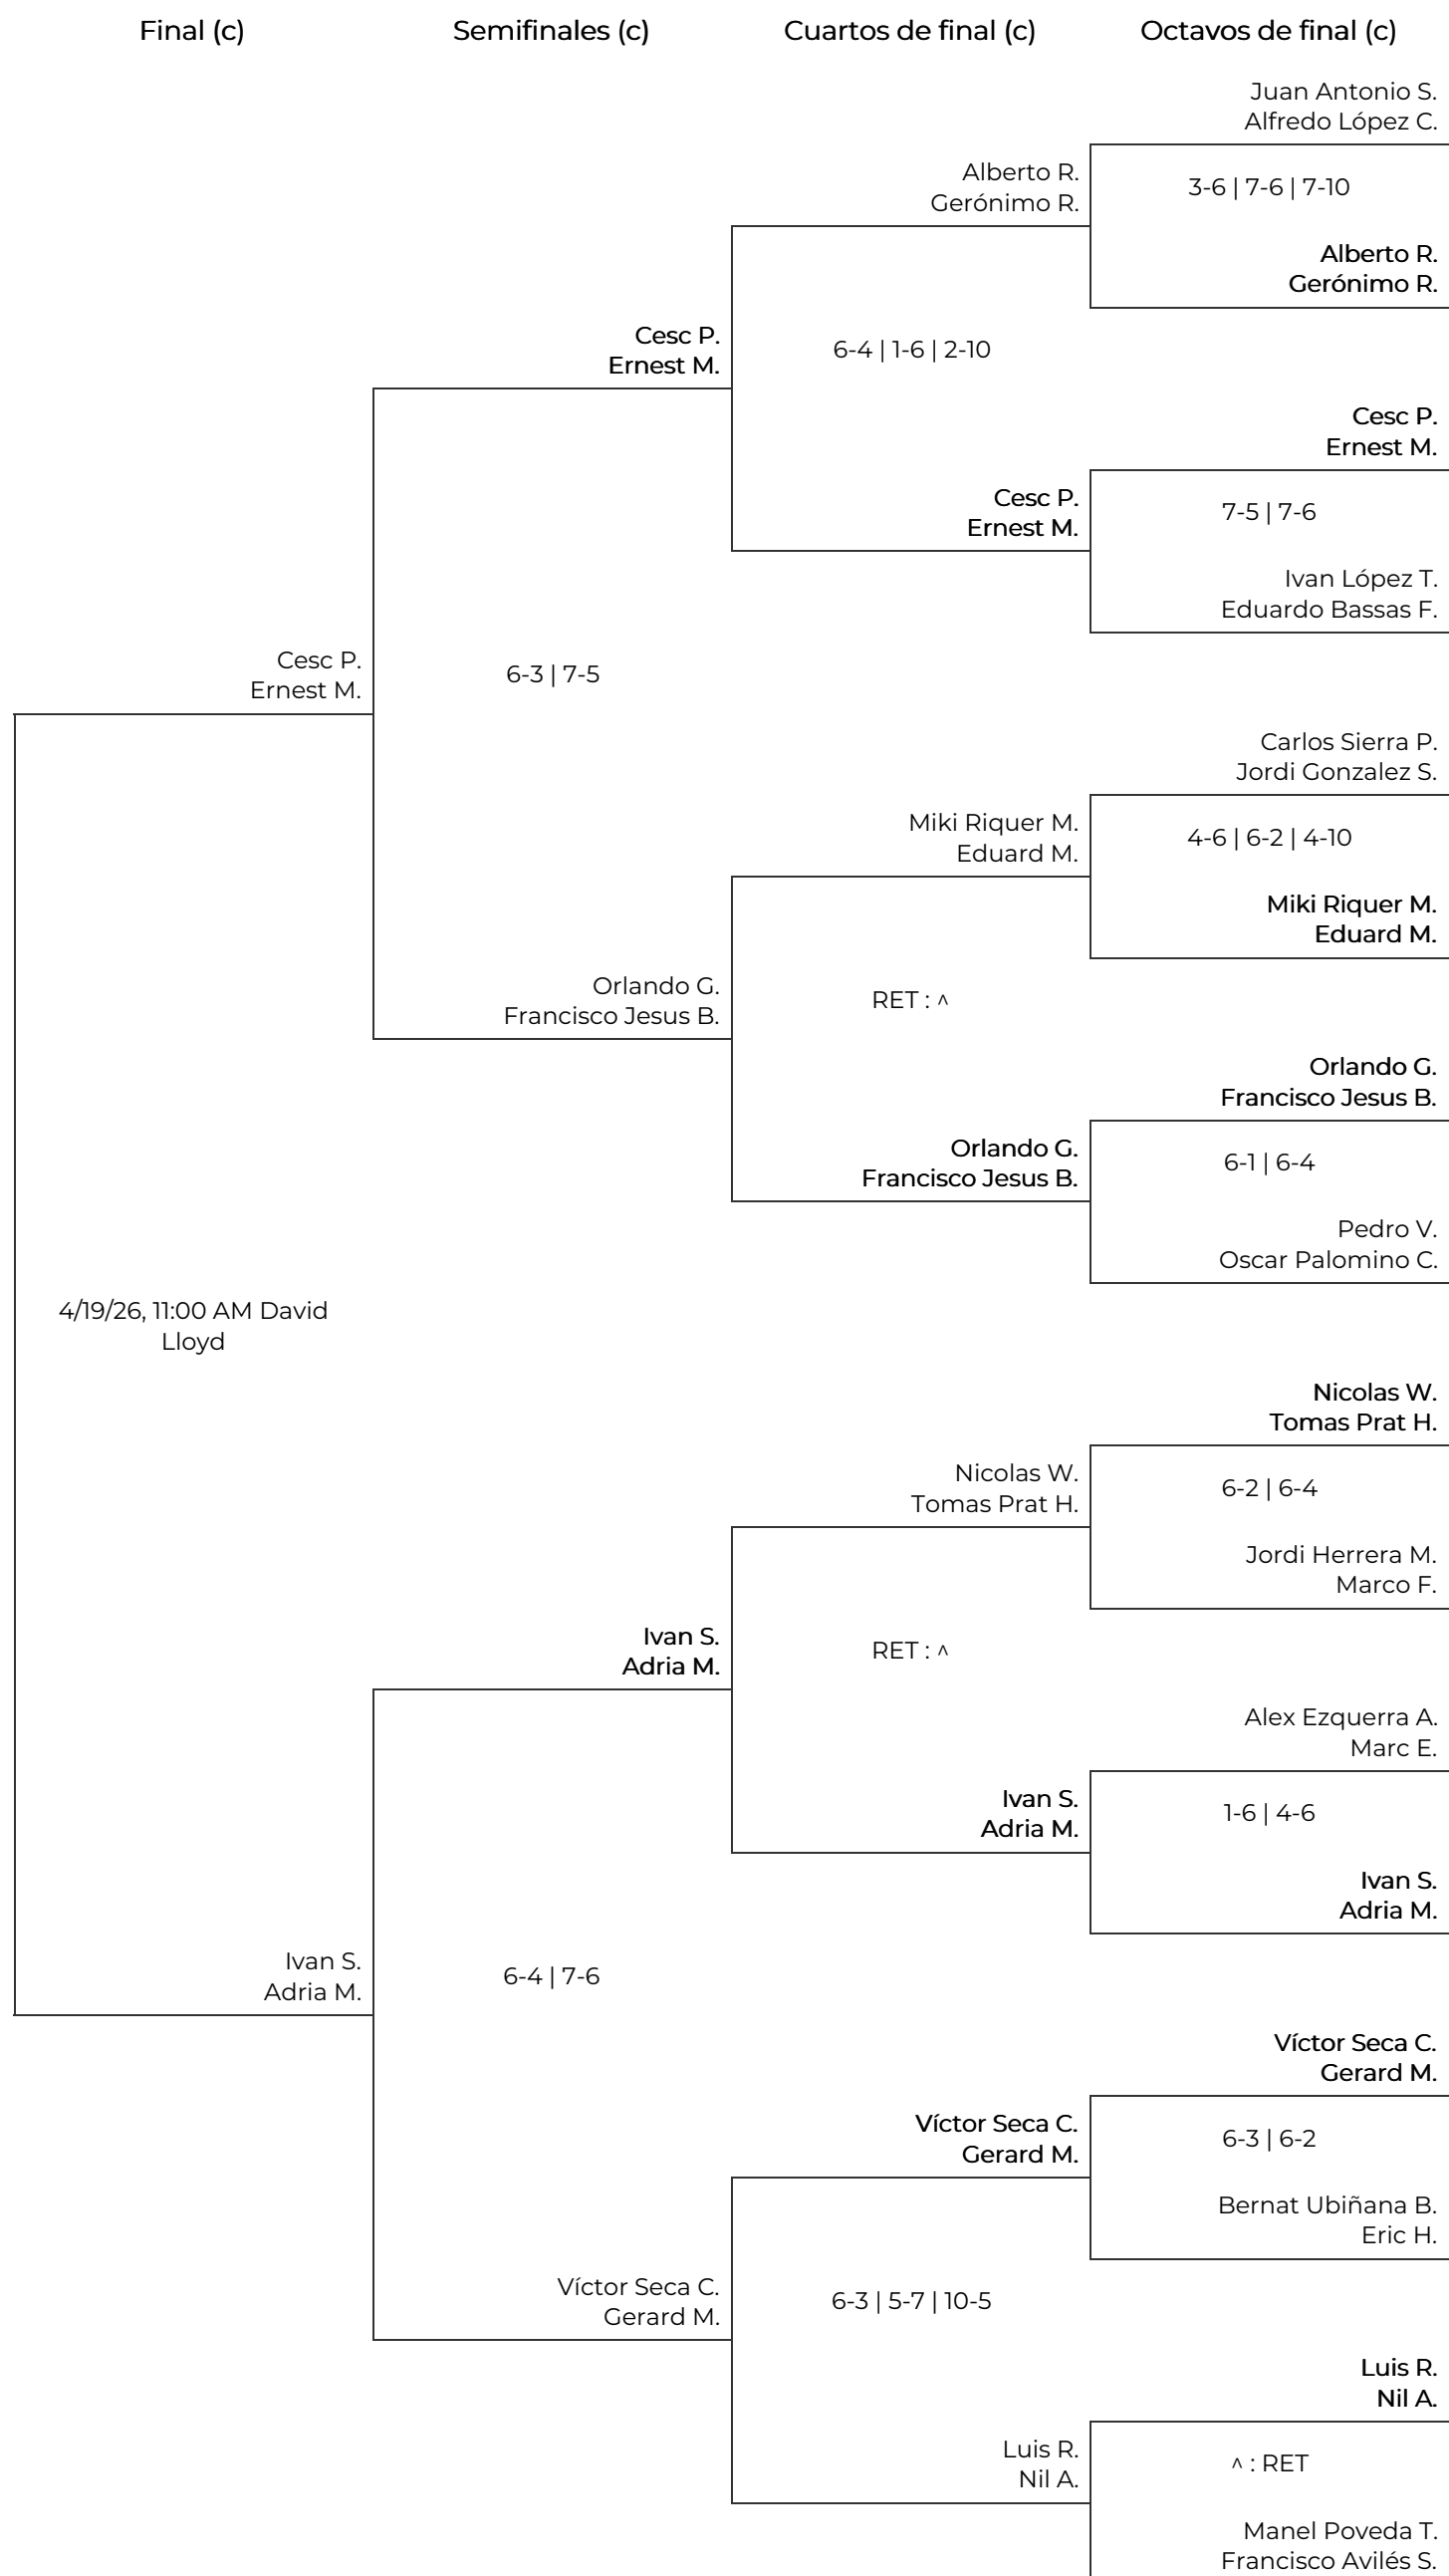 Final (c)
Semifinales (c)
Cuartos de final (c)
Octavos de final (c)
Juan Antonio S.
Alfredo López C.
3-6 | 7-6 | 7-10
Alberto R.
Gerónimo R.
Alberto R.
Gerónimo R.
6-4 | 1-6 | 2-10
Cesc P.
Ernest M.
Cesc P.
Ernest M.
7-5 | 7-6
Cesc P.
Ernest M.
Ivan López T.
Eduardo Bassas F.
Cesc P.
Ernest M.
6-3 | 7-5
Carlos Sierra P.
Jordi Gonzalez S.
Miki Riquer M.
Eduard M.
4-6 | 6-2 | 4-10
Miki Riquer M.
Eduard M.
Orlando G.
Francisco Jesus B.
RET : ^
Orlando G.
Francisco Jesus B.
Orlando G.
Francisco Jesus B.
6-1 | 6-4
Pedro V.
Oscar Palomino C.
4/19/26, 11:00 AM David
Lloyd
Nicolas W.
Tomas Prat H.
Nicolas W.
Tomas Prat H.
6-2 | 6-4
Jordi Herrera M.
Marco F.
Ivan S.
Adria M.
RET : ^
Alex Ezquerra A.
Marc E.
Ivan S.
Adria M.
1-6 | 4-6
Ivan S.
Adria M.
Ivan S.
Adria M.
6-4 | 7-6
Víctor Seca C.
Gerard M.
Víctor Seca C.
Gerard M.
6-3 | 6-2
Bernat Ubiñana B.
Eric H.
Víctor Seca C.
Gerard M.
6-3 | 5-7 | 10-5
Luis R.
Nil A.
Luis R.
Nil A.
^ : RET
Manel Poveda T.
Francisco Avilés S.